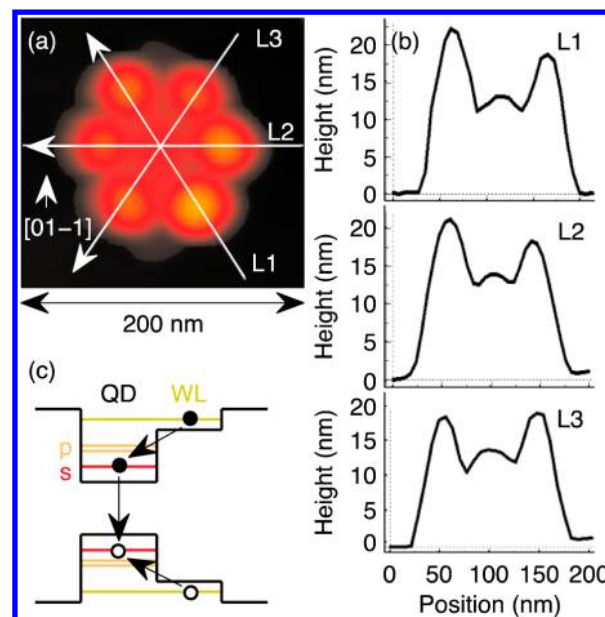 (a)
L3
L2
[01–1]
L1
200 nm
(b)
L1
Height (nm)
20
15
10
5
0
L2
Height (nm)
20
15
10
5
0
L3
Height (nm)
20
15
10
5
0
0 50 100 150 200
Position (nm)
(c)
QD WL
p
s